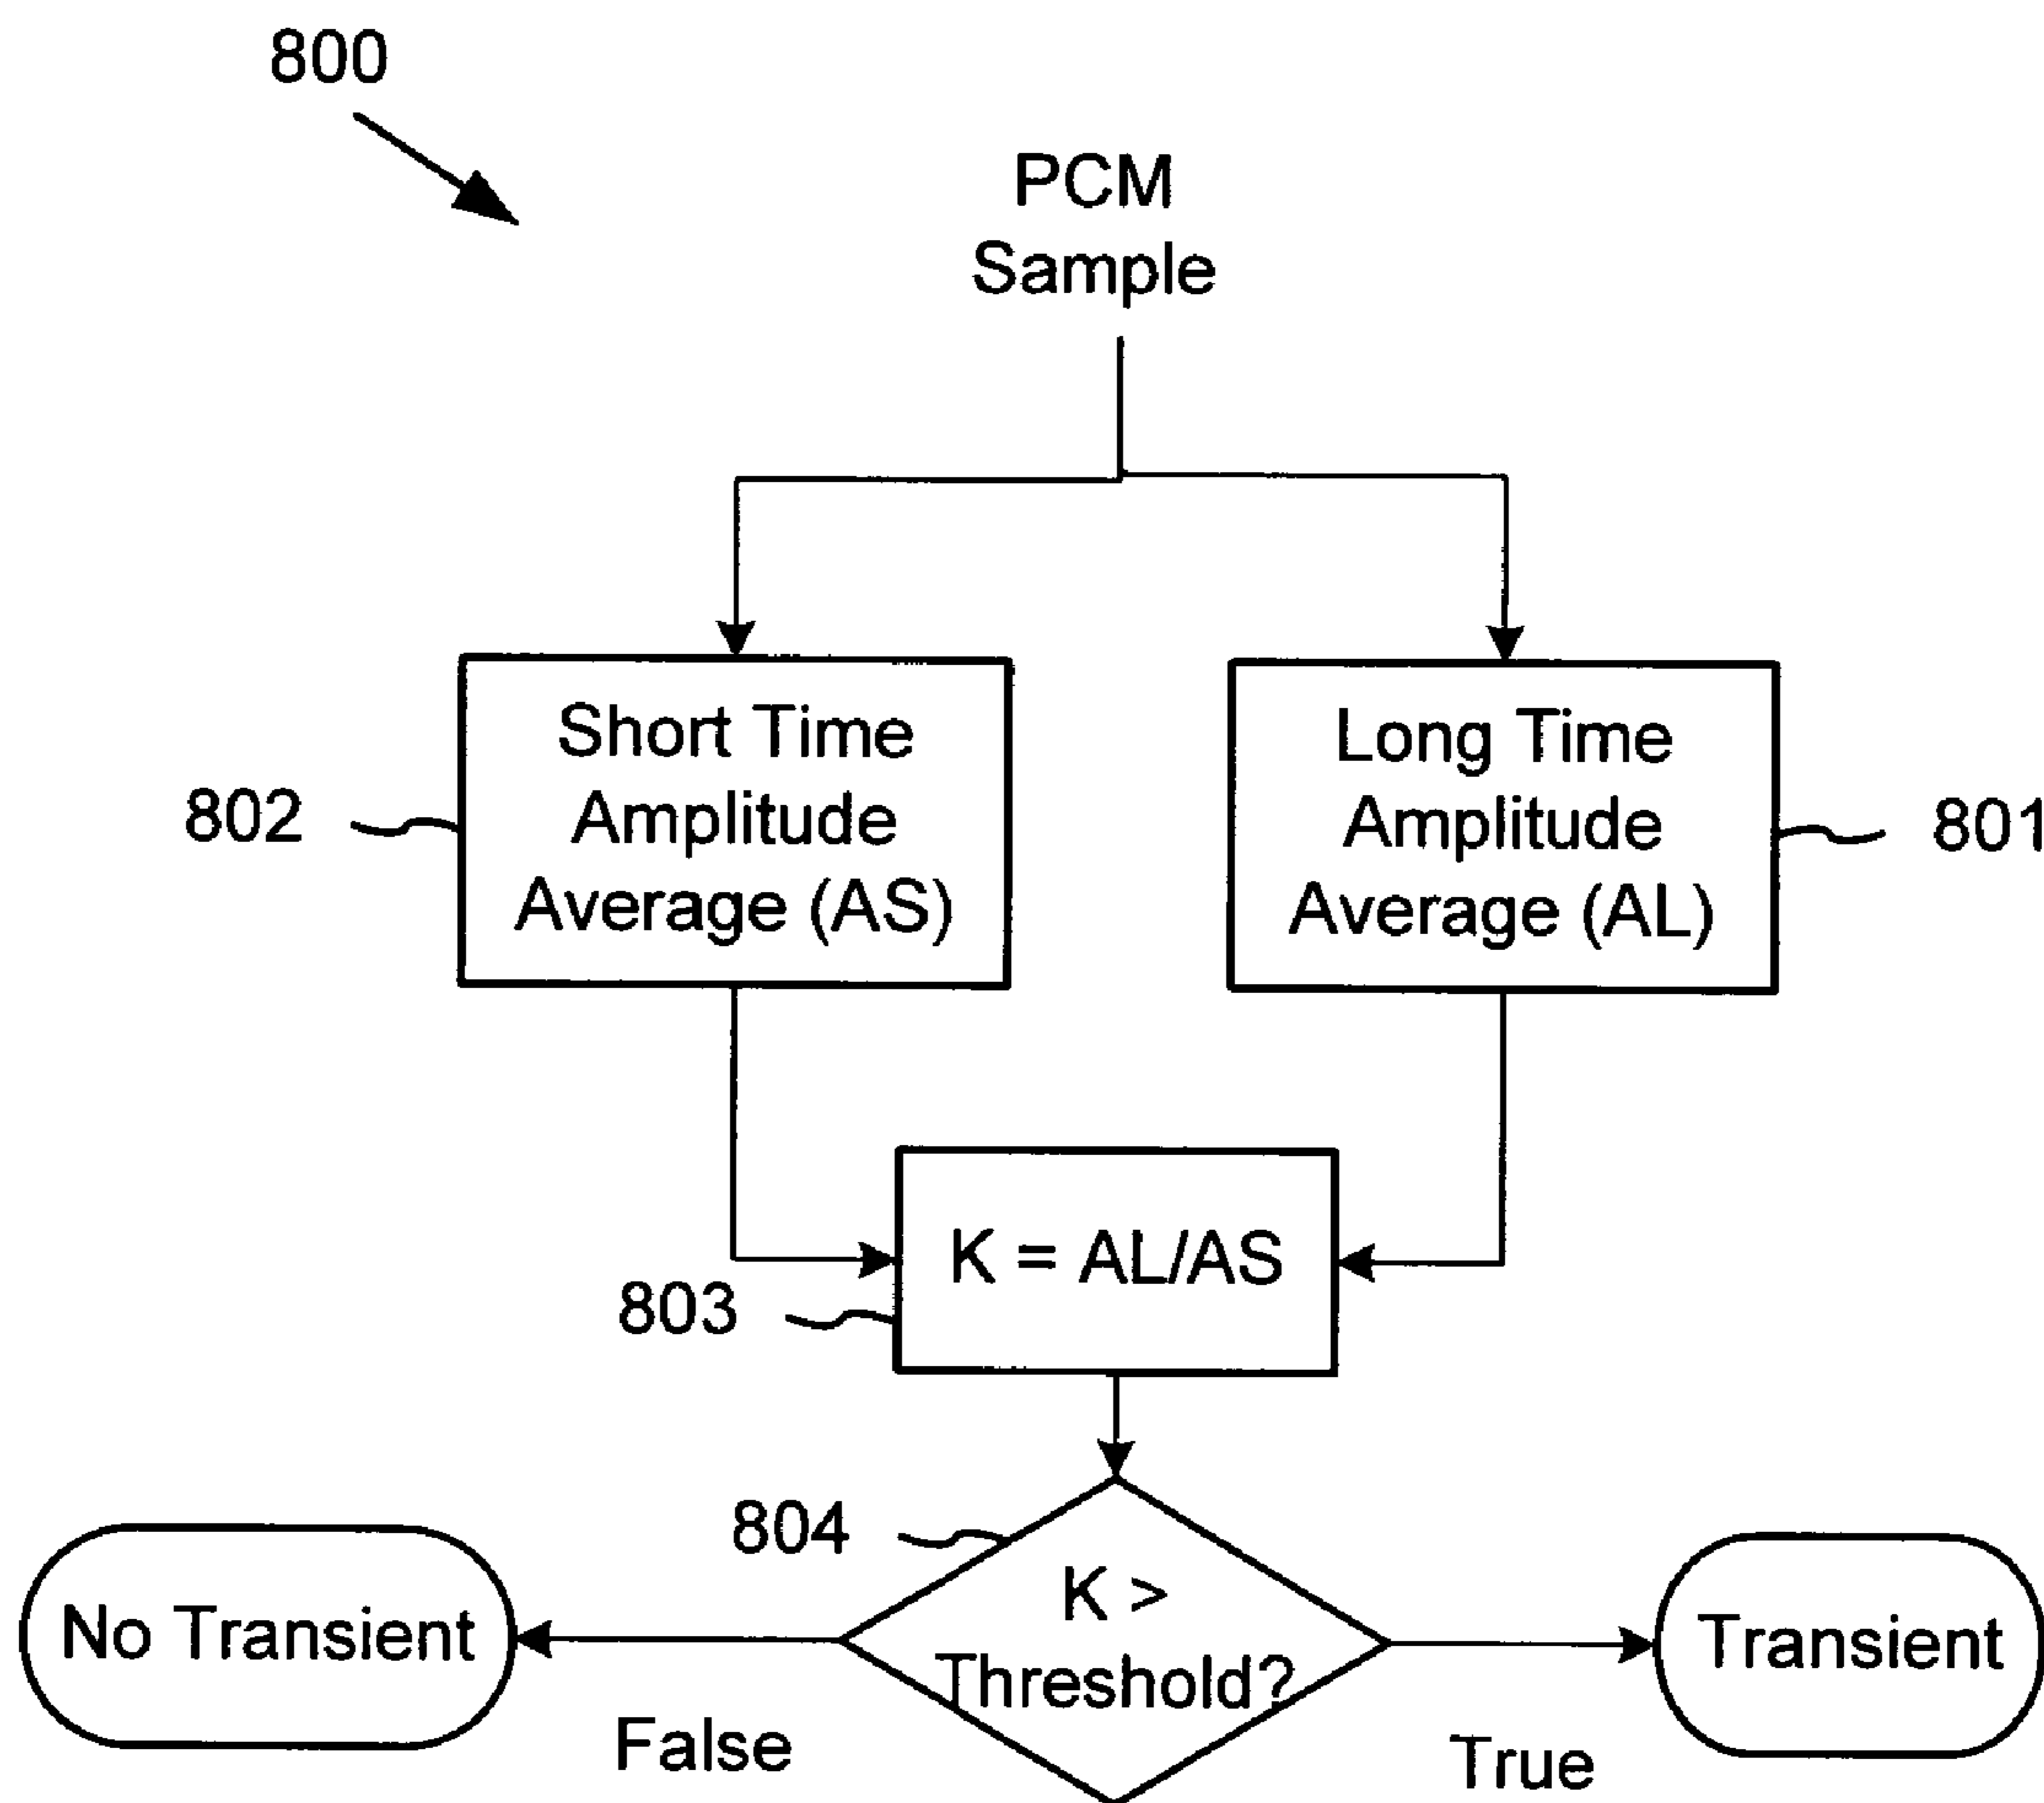 800
PCM
Sample
Short Time
Amplitude
Average (AS)
802
Long Time
Amplitude
Average (AL)
801
K = AL/AS
803
804
K >
Threshold?
No Transient
False
True
Transient